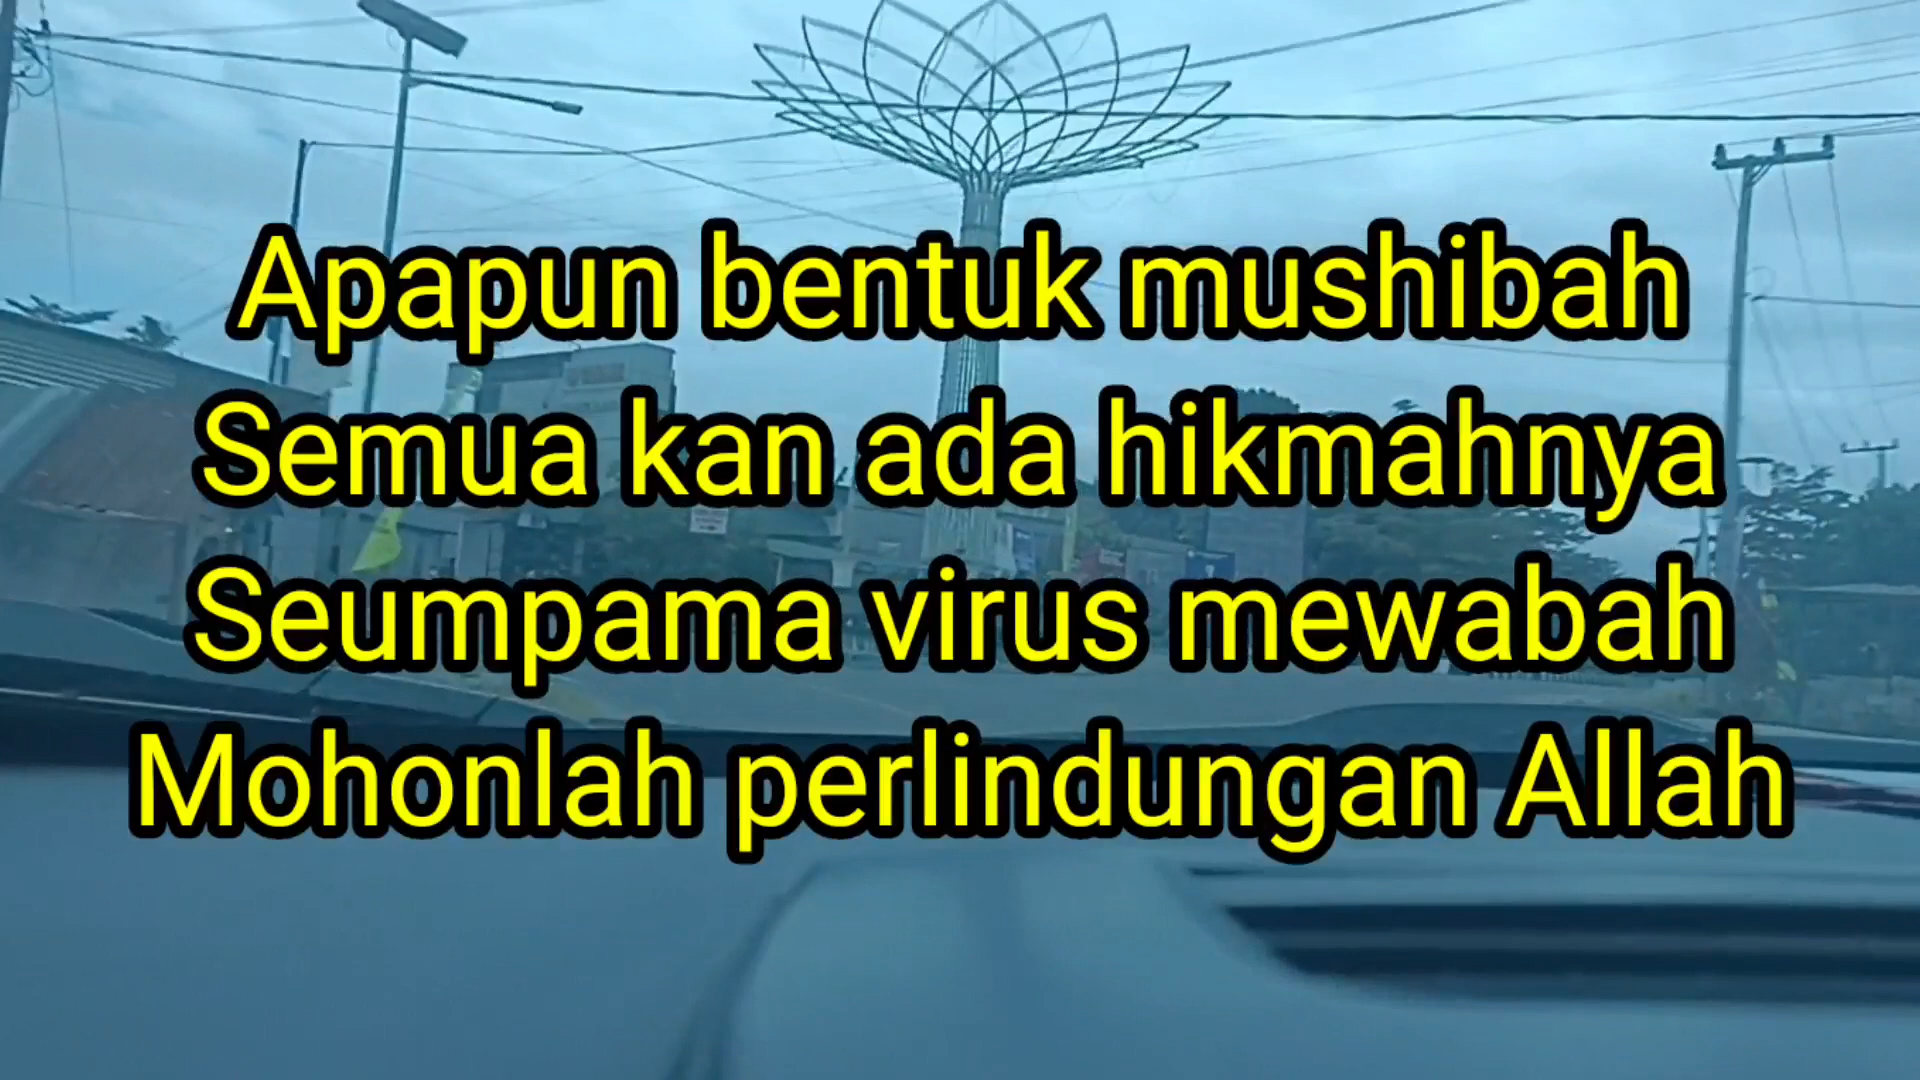 Apapun bentuk mushibah
Semua kan ada hikmahnya
Seumpama virus mewabah
Mohonlah perlindungan Allah